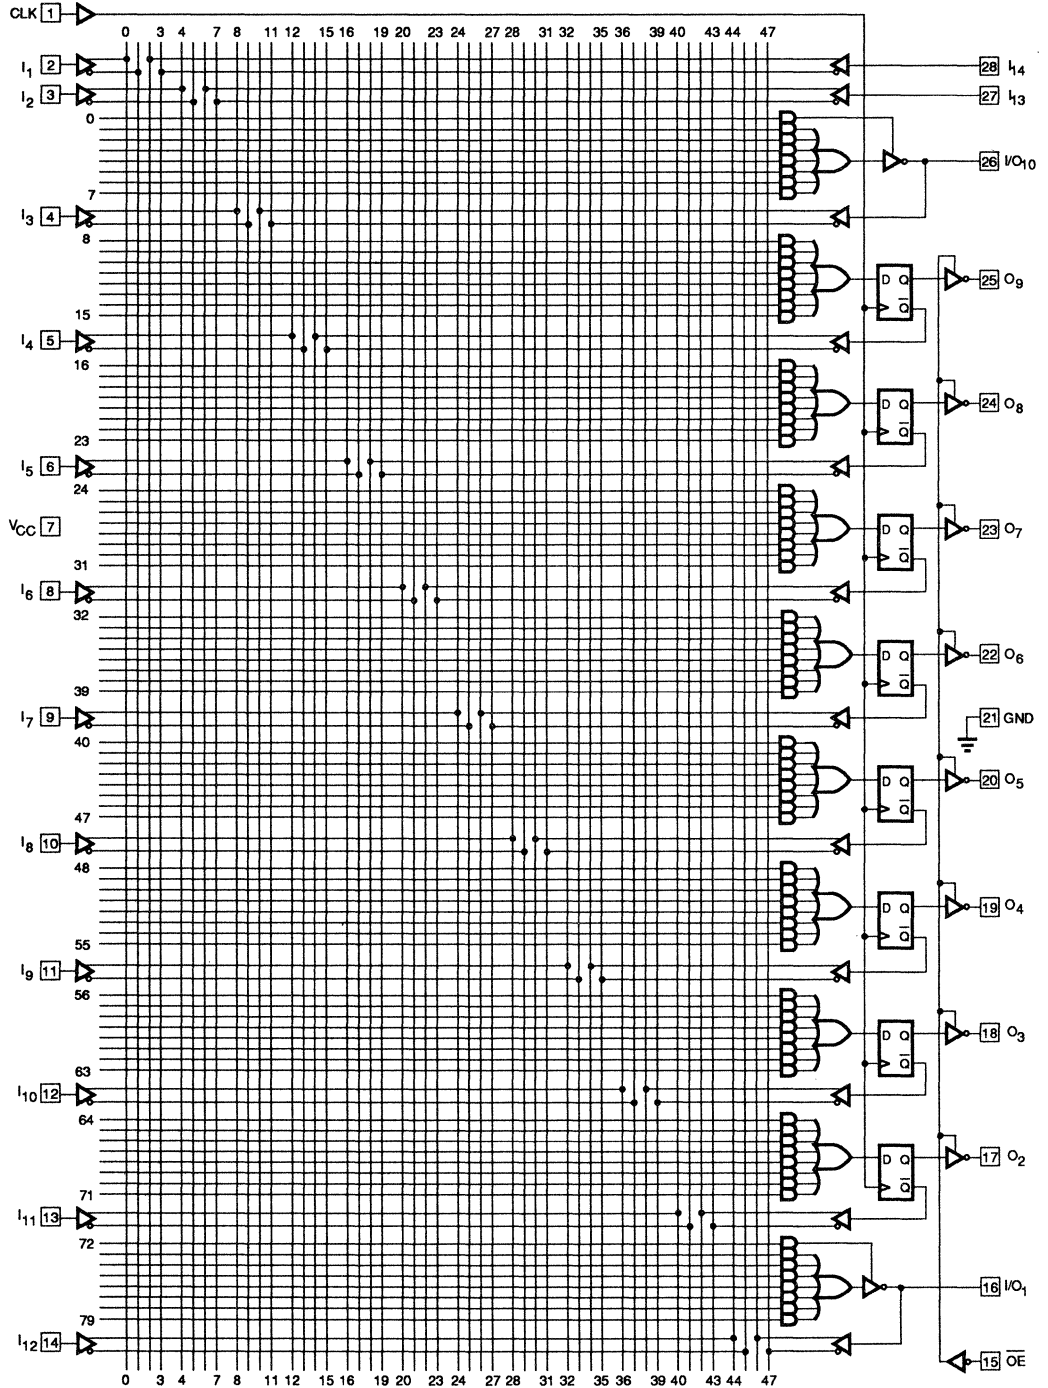 CLK 1
0 3 4 7 8 11 12 15 16 19 20 23 24 27 28 31 32 35 36 39 40 43 44 47
I1 2
28 I14
I2 3
27 I13
0
26 I/O10
7
I3 4
8
D Q
25 O9
Q
15
I4 5
16
D Q
24 O8
Q
23
I5 6
24
VCC 7
D Q
23 O7
Q
31
I6 8
32
D Q
22 O6
Q
39
I7 9
21 GND
40
D Q
20 O5
Q
47
I8 10
48
D Q
19 O4
Q
55
I9 11
56
D Q
18 O3
Q
63
I10 12
64
D Q
17 O2
Q
71
I11 13
72
16 I/O1
79
I12 14
15 OE
0 3 4 7 8 11 12 15 16 19 20 23 24 27 28 31 32 35 36 39 40 43 44 47